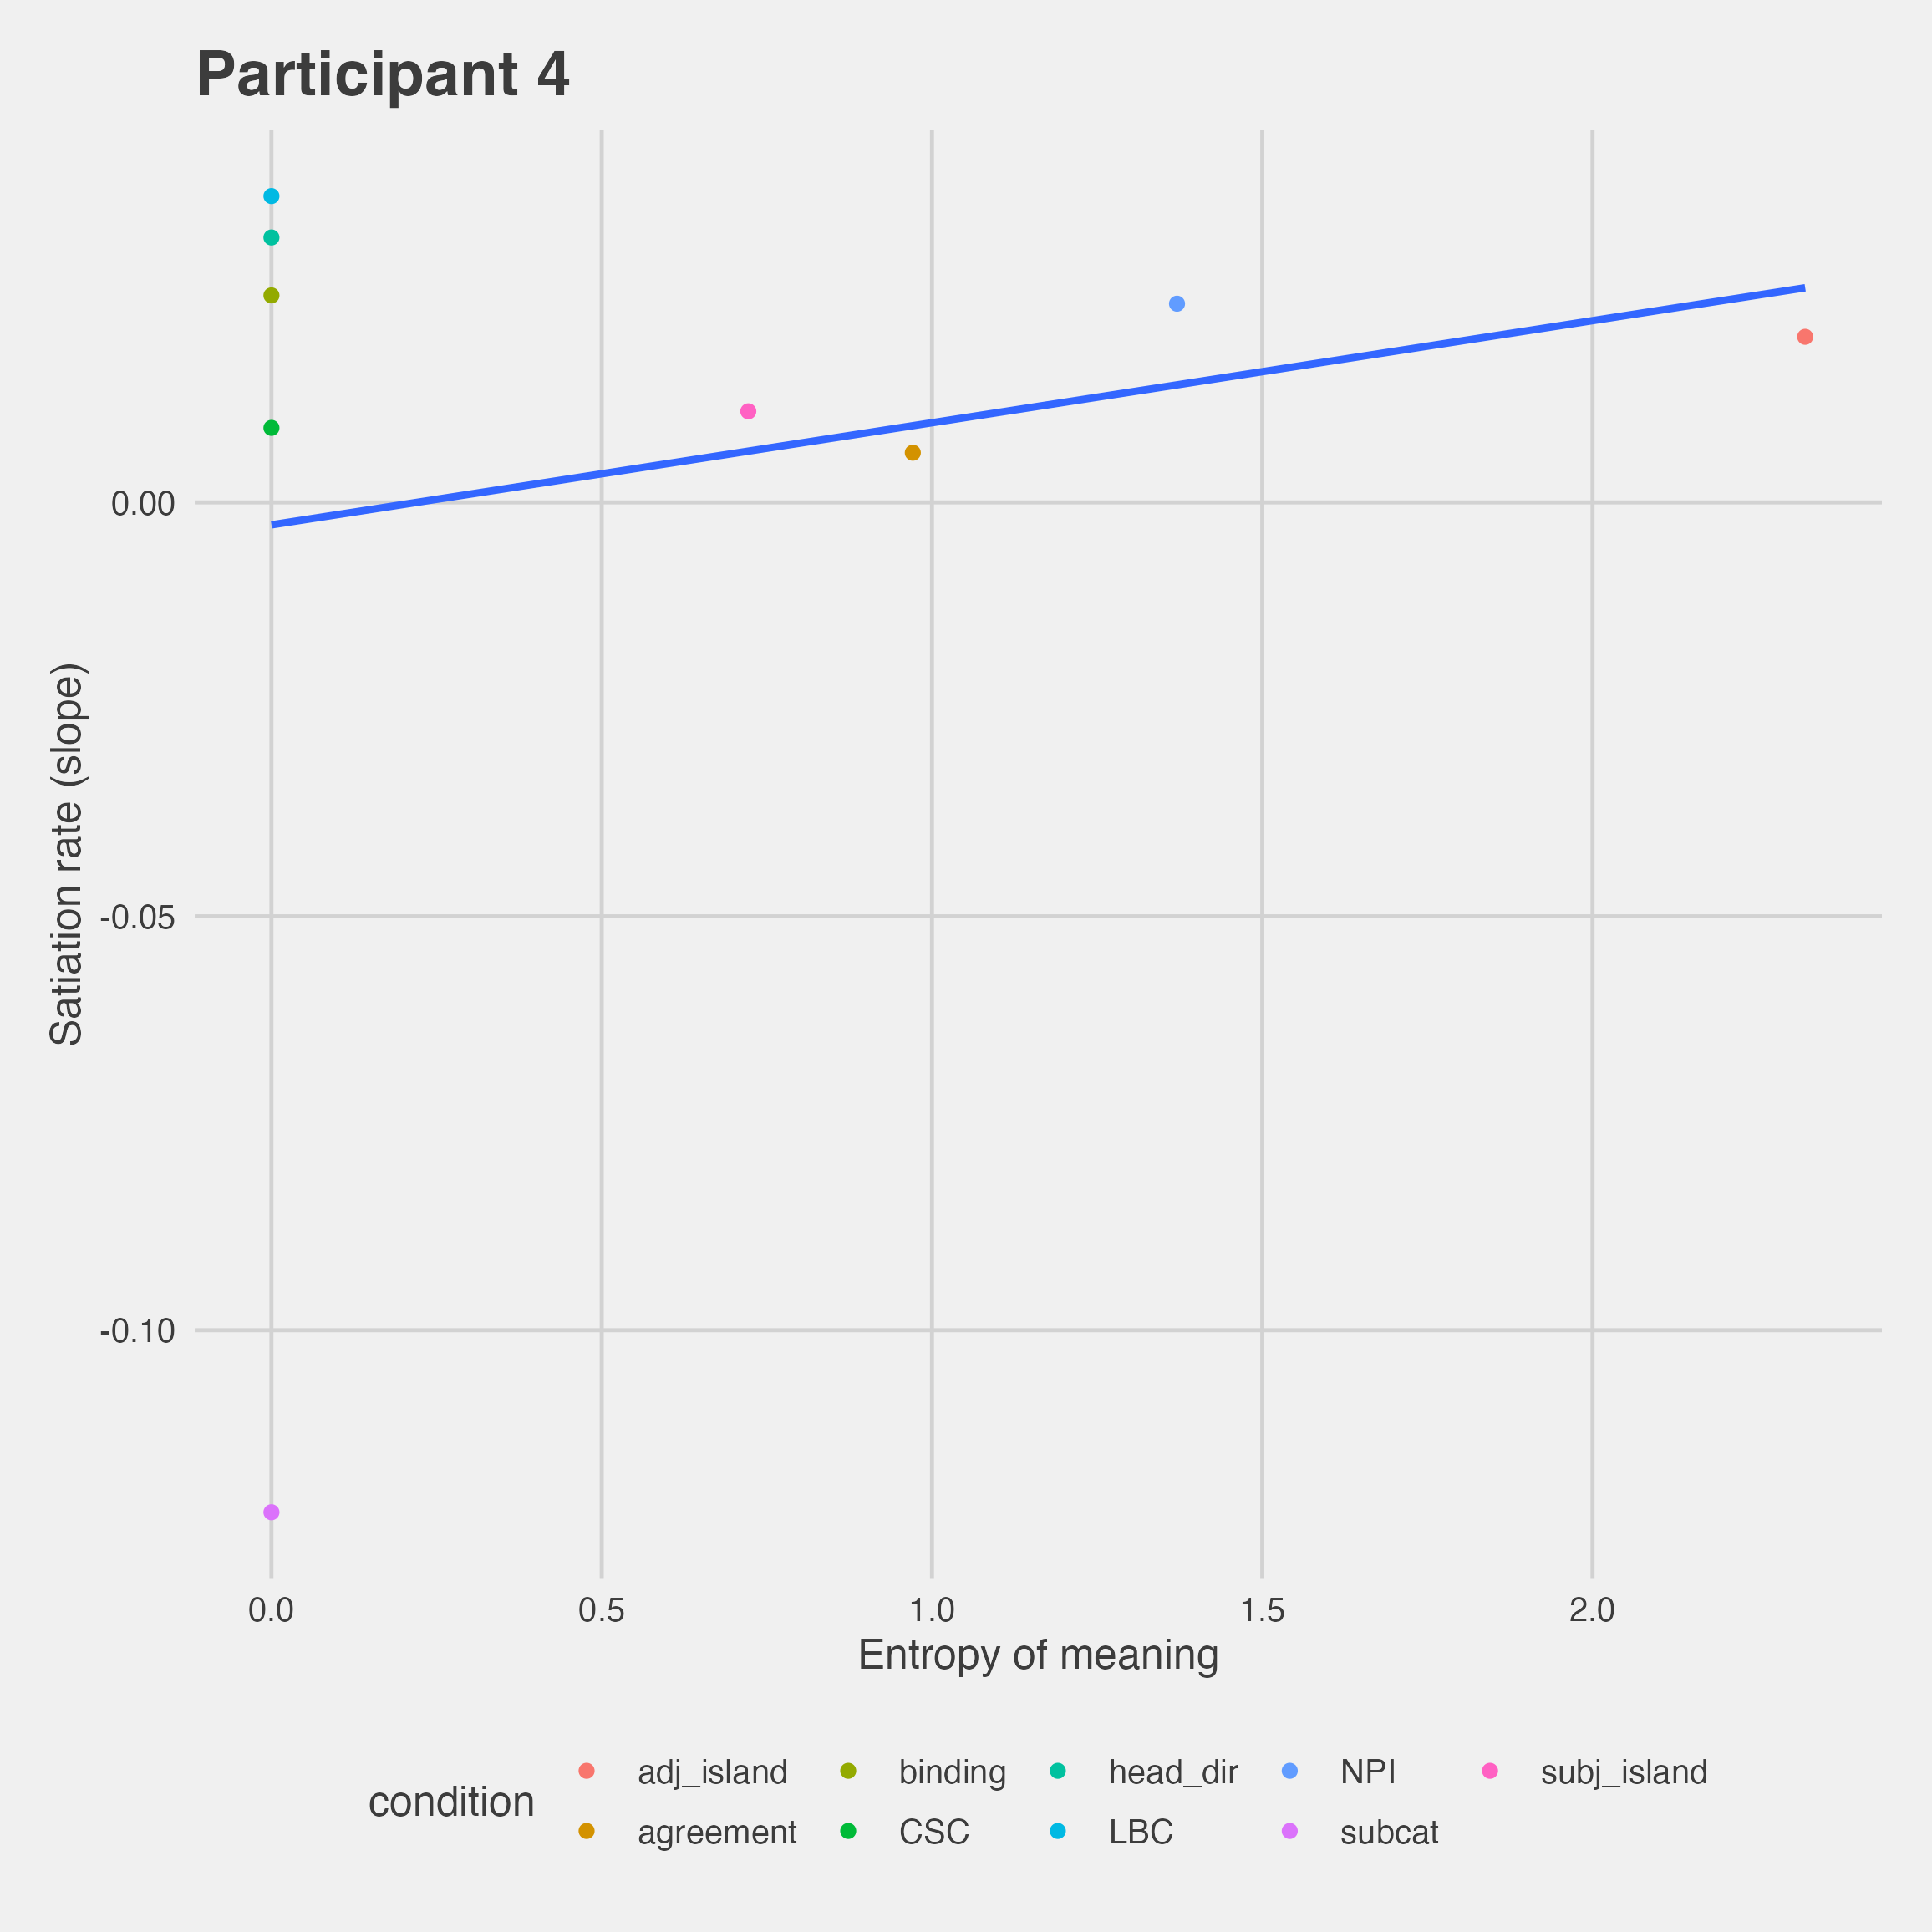 Participant 4
0.00
-0.05
-0.10
Satiation rate (slope)
0.0 0.5 1.0 1.5 2.0
Entropy of meaning
condition
adj_island binding head_dir NPI subj_island
agreement CSC LBC subcat